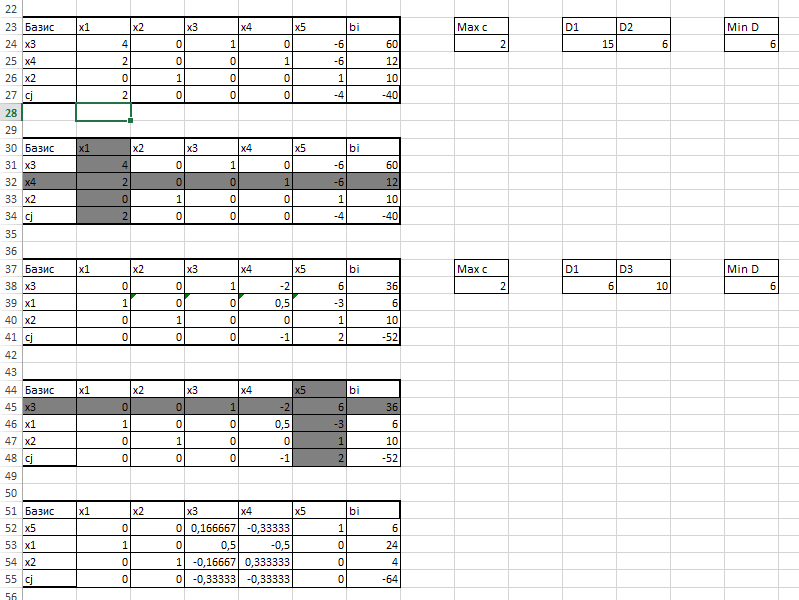 22
23 Базис x1 x2 x3 x4 x5 bi Max c D1 D2 Min D
24 x3 4 0 1 0 -6 60 2 15 6 6
25 x4 2 0 0 1 -6 12
26 x2 0 1 0 0 1 10
27 cj 2 0 0 0 -4 -40
28
29
30 Базис x1 x2 x3 x4 x5 bi
31 x3 4 0 1 0 -6 60
32 x4 2 0 0 1 -6 12
33 x2 0 1 0 0 1 10
34 cj 2 0 0 0 -4 -40
35
36
37 Базис x1 x2 x3 x4 x5 bi Max c D1 D3 Min D
38 x3 0 0 1 -2 6 36 2 6 10 6
39 x1 1 0 0 0,5 -3 6
40 x2 0 1 0 0 1 10
41 cj 0 0 0 -1 2 -52
42
43
44 Базис x1 x2 x3 x4 x5 bi
45 x3 0 0 1 -2 6 36
46 x1 1 0 0 0,5 -3 6
47 x2 0 1 0 0 1 10
48 cj 0 0 0 -1 2 -52
49
50
51 Базис x1 x2 x3 x4 x5 bi
52 x5 0 0 0,166667 -0,33333 1 6
53 x1 1 0 0,5 -0,5 0 24
54 x2 0 1 -0,16667 0,333333 0 4
55 cj 0 0 -0,33333 -0,33333 0 -64
56